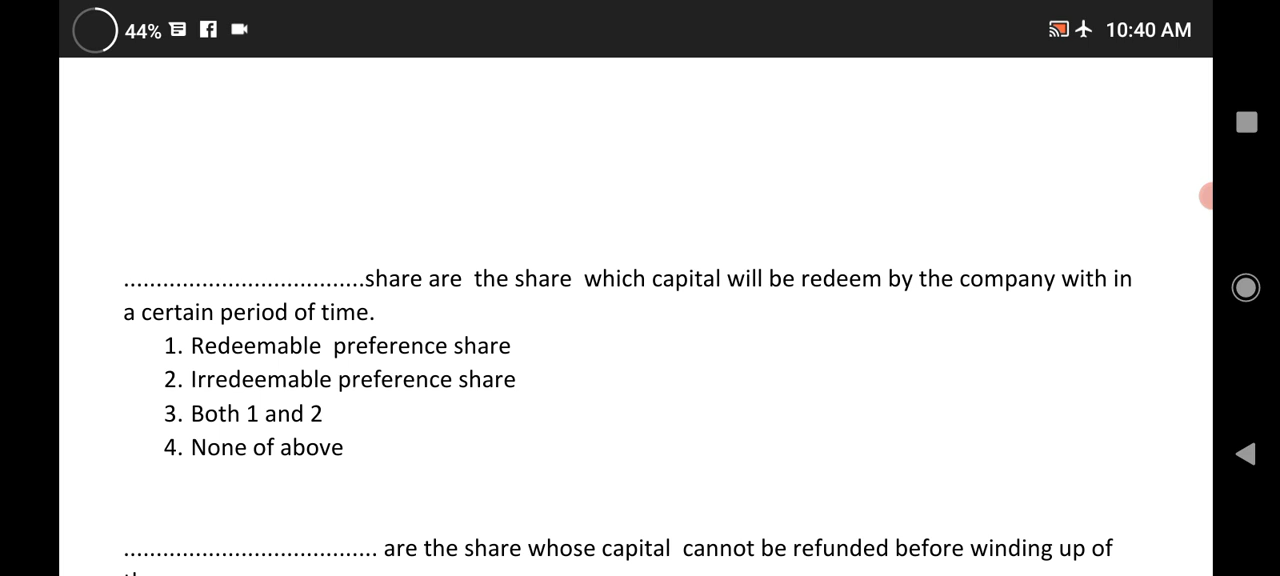 44% 10:40 AM
....................................share are the share which capital will be redeem by the company with in
a certain period of time.
1. Redeemable preference share
2. Irredeemable preference share
3. Both 1 and 2
4. None of above
...................................... are the share whose capital cannot be refunded before winding up of